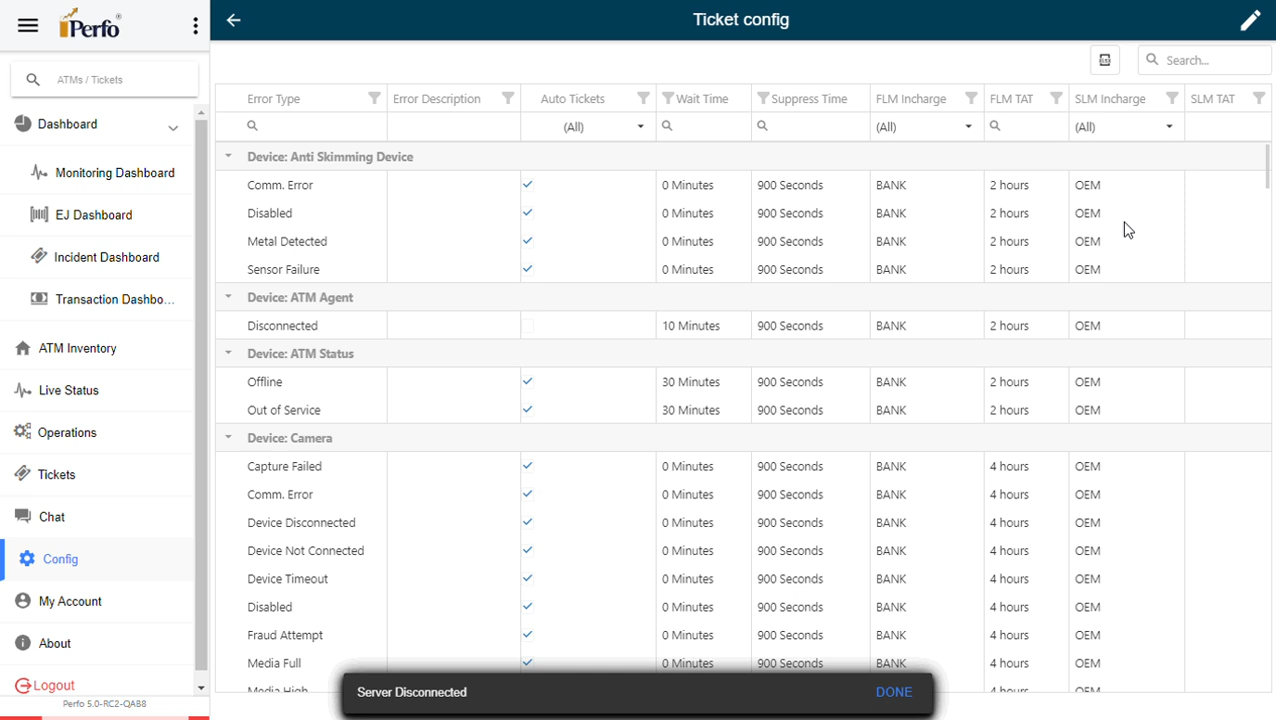 Perfo
Ticket config
ATMs / Tickets
Search...
Dashboard
Monitoring Dashboard
EJ Dashboard
Incident Dashboard
Transaction Dashbo...
ATM Inventory
Live Status
Operations
Tickets
Chat
Config
My Account
About
Logout
Perfo 5.0-RC2-QAB8
Error Type Error Description Auto Tickets Wait Time Suppress Time FLM Incharge FLM TAT SLM Incharge SLM TAT
(All) (All) (All)
Device: Anti Skimming Device
Comm. Error 0 Minutes 900 Seconds BANK 2 hours OEM
Disabled 0 Minutes 900 Seconds BANK 2 hours OEM
Metal Detected 0 Minutes 900 Seconds BANK 2 hours OEM
Sensor Failure 0 Minutes 900 Seconds BANK 2 hours OEM
Device: ATM Agent
Disconnected 10 Minutes 900 Seconds BANK 2 hours OEM
Device: ATM Status
Offline 30 Minutes 900 Seconds BANK 2 hours OEM
Out of Service 30 Minutes 900 Seconds BANK 2 hours OEM
Device: Camera
Capture Failed 0 Minutes 900 Seconds BANK 4 hours OEM
Comm. Error 0 Minutes 900 Seconds BANK 4 hours OEM
Device Disconnected 0 Minutes 900 Seconds BANK 4 hours OEM
Device Not Connected 0 Minutes 900 Seconds BANK 4 hours OEM
Device Timeout 0 Minutes 900 Seconds BANK 4 hours OEM
Disabled 0 Minutes 900 Seconds BANK 4 hours OEM
Fraud Attempt 0 Minutes 900 Seconds BANK 4 hours OEM
Media Full 0 Minutes 900 Seconds BANK 4 hours OEM
Media High 4 hours OEM
Server Disconnected DONE